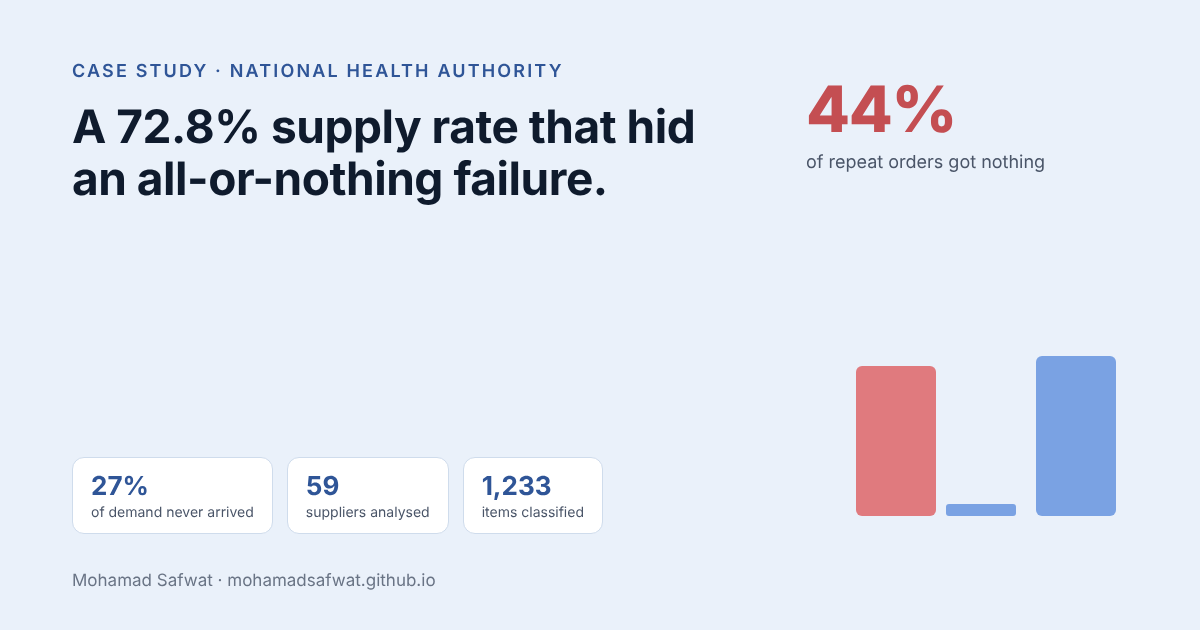 CASE STUDY · NATIONAL HEALTH AUTHORITY
A 72.8% supply rate that hid
an all-or-nothing failure.
44%
of repeat orders got nothing
27%
of demand never arrived
59
suppliers analysed
1,233
items classified
Mohamad Safwat · mohamadsafwat.github.io